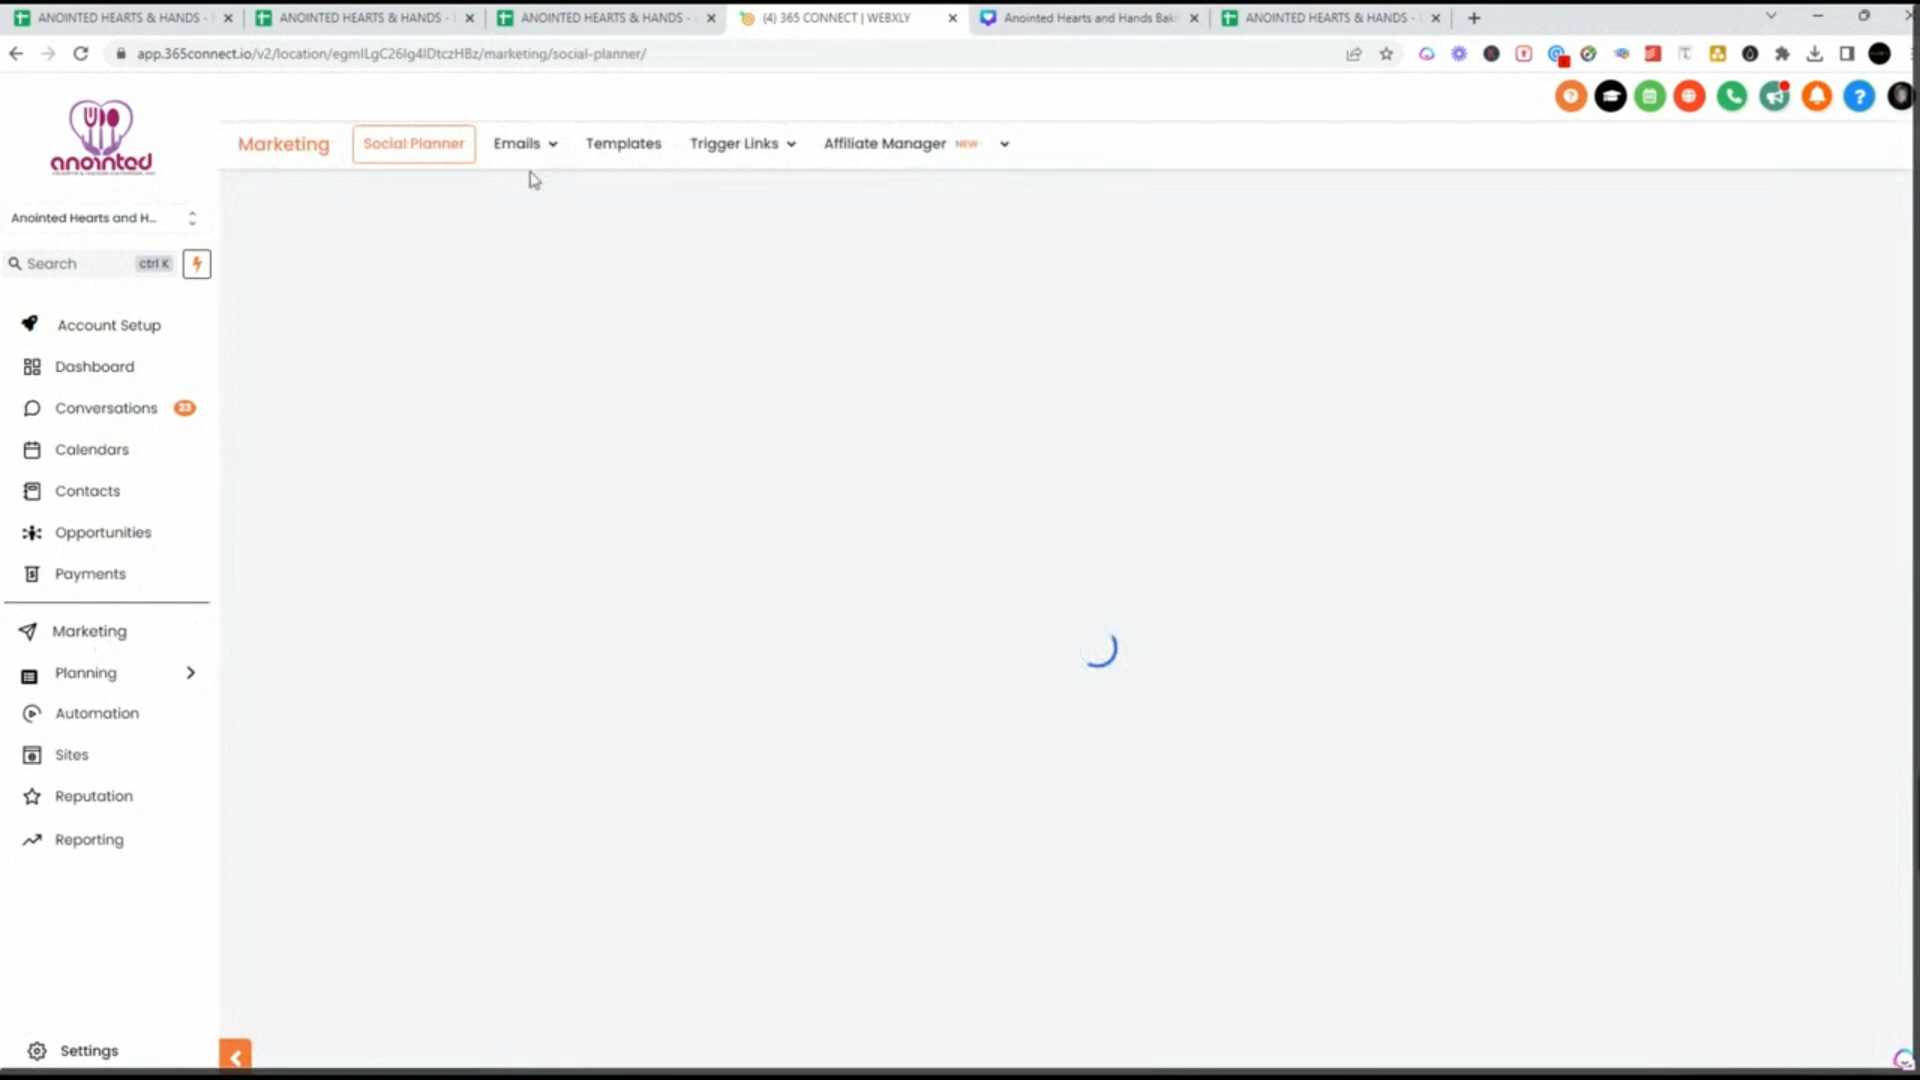 ANOINTED HEARTS & HANDS -
ANOINTED HEARTS & HANDS -
ANOINTED HEARTS & HANDS -
(4) 365 CONNECT | WEBXLY
Anointed Hearts and Hands Bak
ANOINTED HEARTS & HANDS -
app.365connect.io/v2/location/egmlLgC26Ig4IDtczHBz/marketing/social-planner/
anointed
Marketing
Social Planner
Emails
Templates
Trigger Links
Affiliate Manager
NEW
Anointed Hearts and H...
Search
ctrl K
Account Setup
Dashboard
Conversations
23
Calendars
Contacts
Opportunities
Payments
Marketing
Planning
Automation
Sites
Reputation
Reporting
Settings